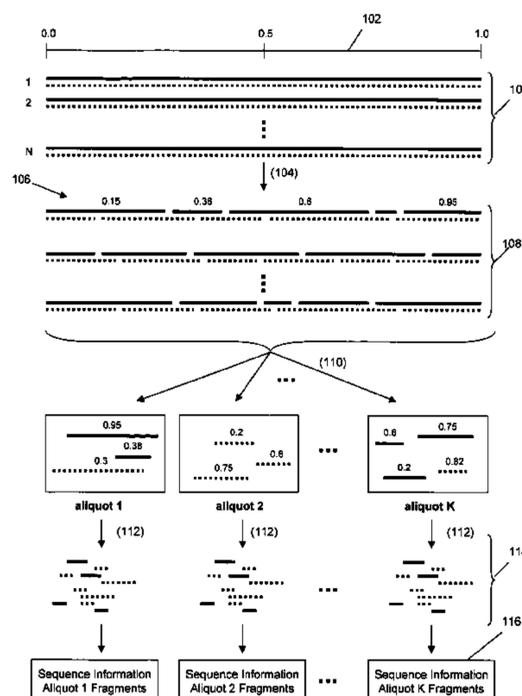 102
0.0 0.5 1.0
1
2
N
(104)
106
0.15 0.38 0.6 0.95
108
(110)
0.95
0.38
0.3
0.2
0.6
0.75
0.6 0.75
0.2 0.82
aliquot 1 aliquot 2 aliquot K
(112) (112) (112)
116
Sequence Information Sequence Information Sequence Information
Aliquot 1 Fragments Aliquot 2 Fragments Aliquot K Fragments